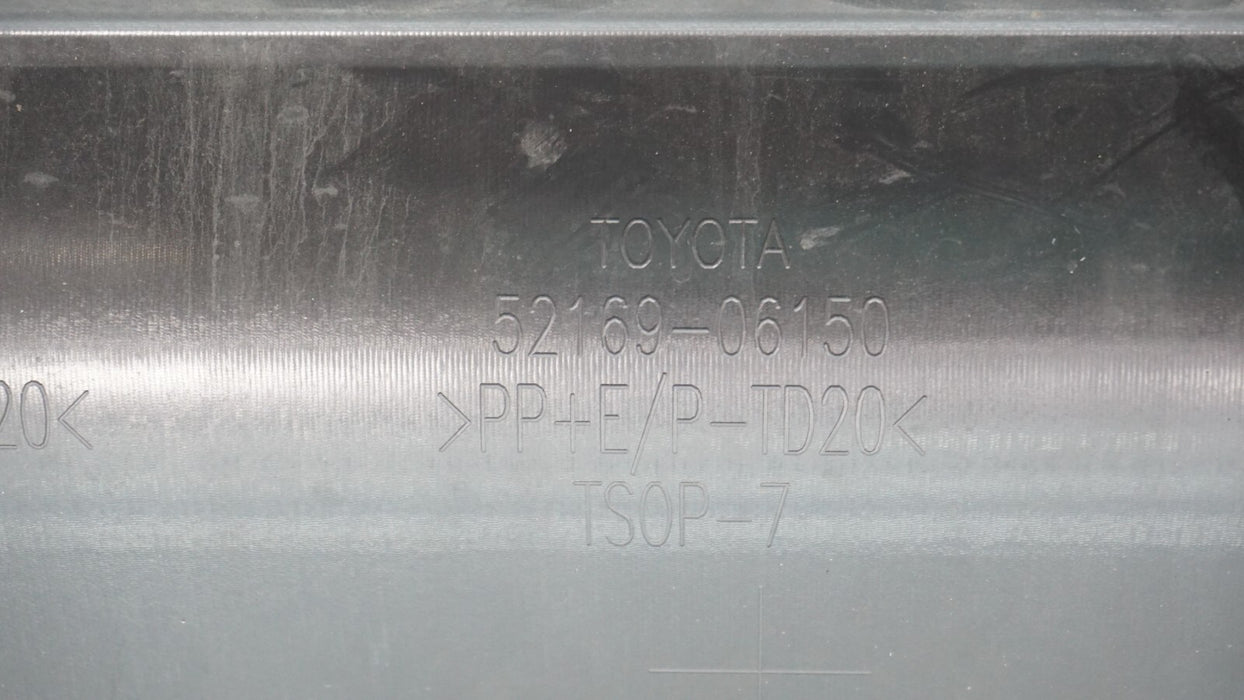 TOYOTA
52169-06150
20<
>PP+E/P-TD20<
TSOP-7